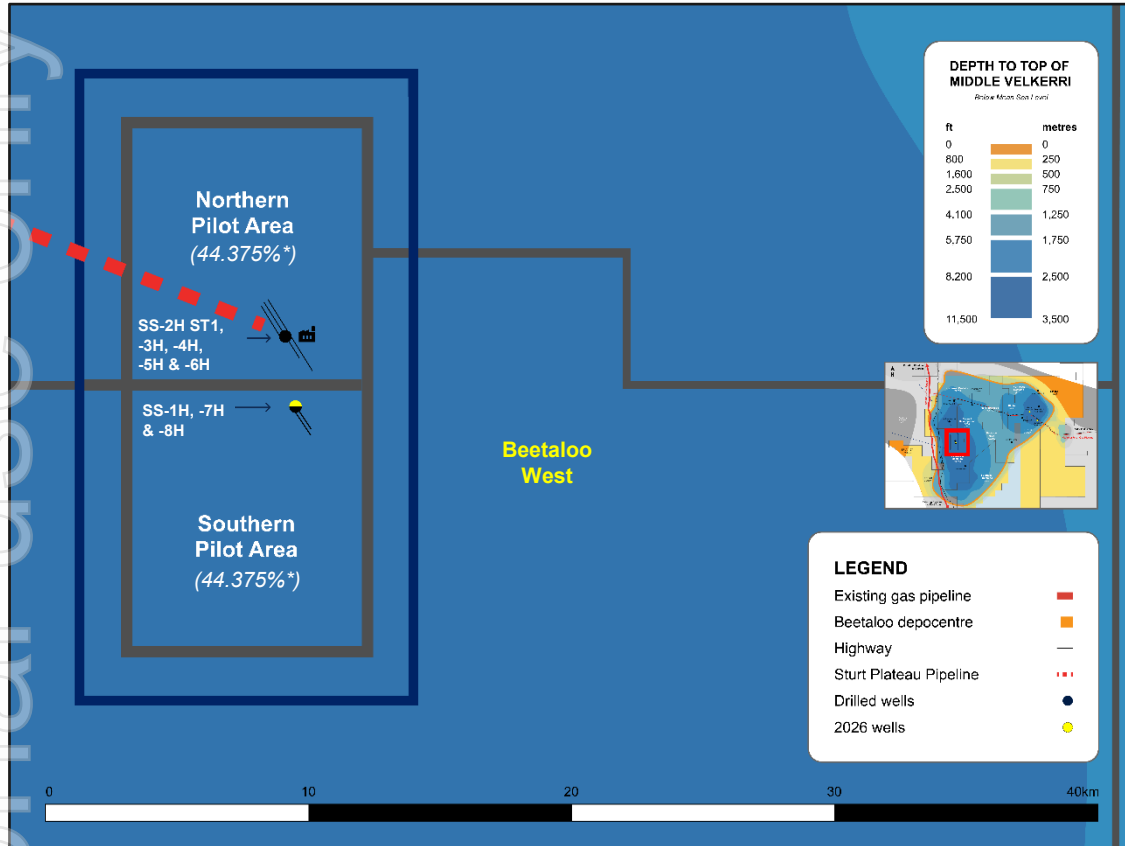 Northern
Pilot Area
(44.375%*)
SS-2H ST1,
-3H, -4H,
-5H & -6H
SS-1H, -7H
& -8H
Southern
Pilot Area
(44.375%*)
Beetaloo
West
DEPTH TO TOP OF
MIDDLE VELKERRI
Below Mean Sea Level
ft metres
0 0
800 250
1,600 500
2,500 750
4,100 1,250
5,750 1,750
8,200 2,500
11,500 3,500
LEGEND
Existing gas pipeline
Beetaloo depocentre
Highway
Sturt Plateau Pipeline
Drilled wells
2026 wells
0 10 20 30 40km